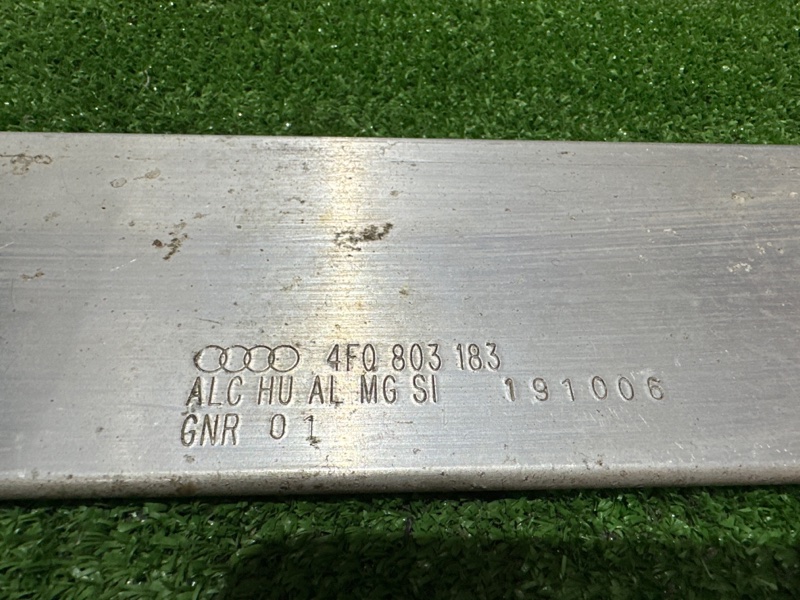 4F0 803 183
ALC HU AL MG SI 191006
GNR 01